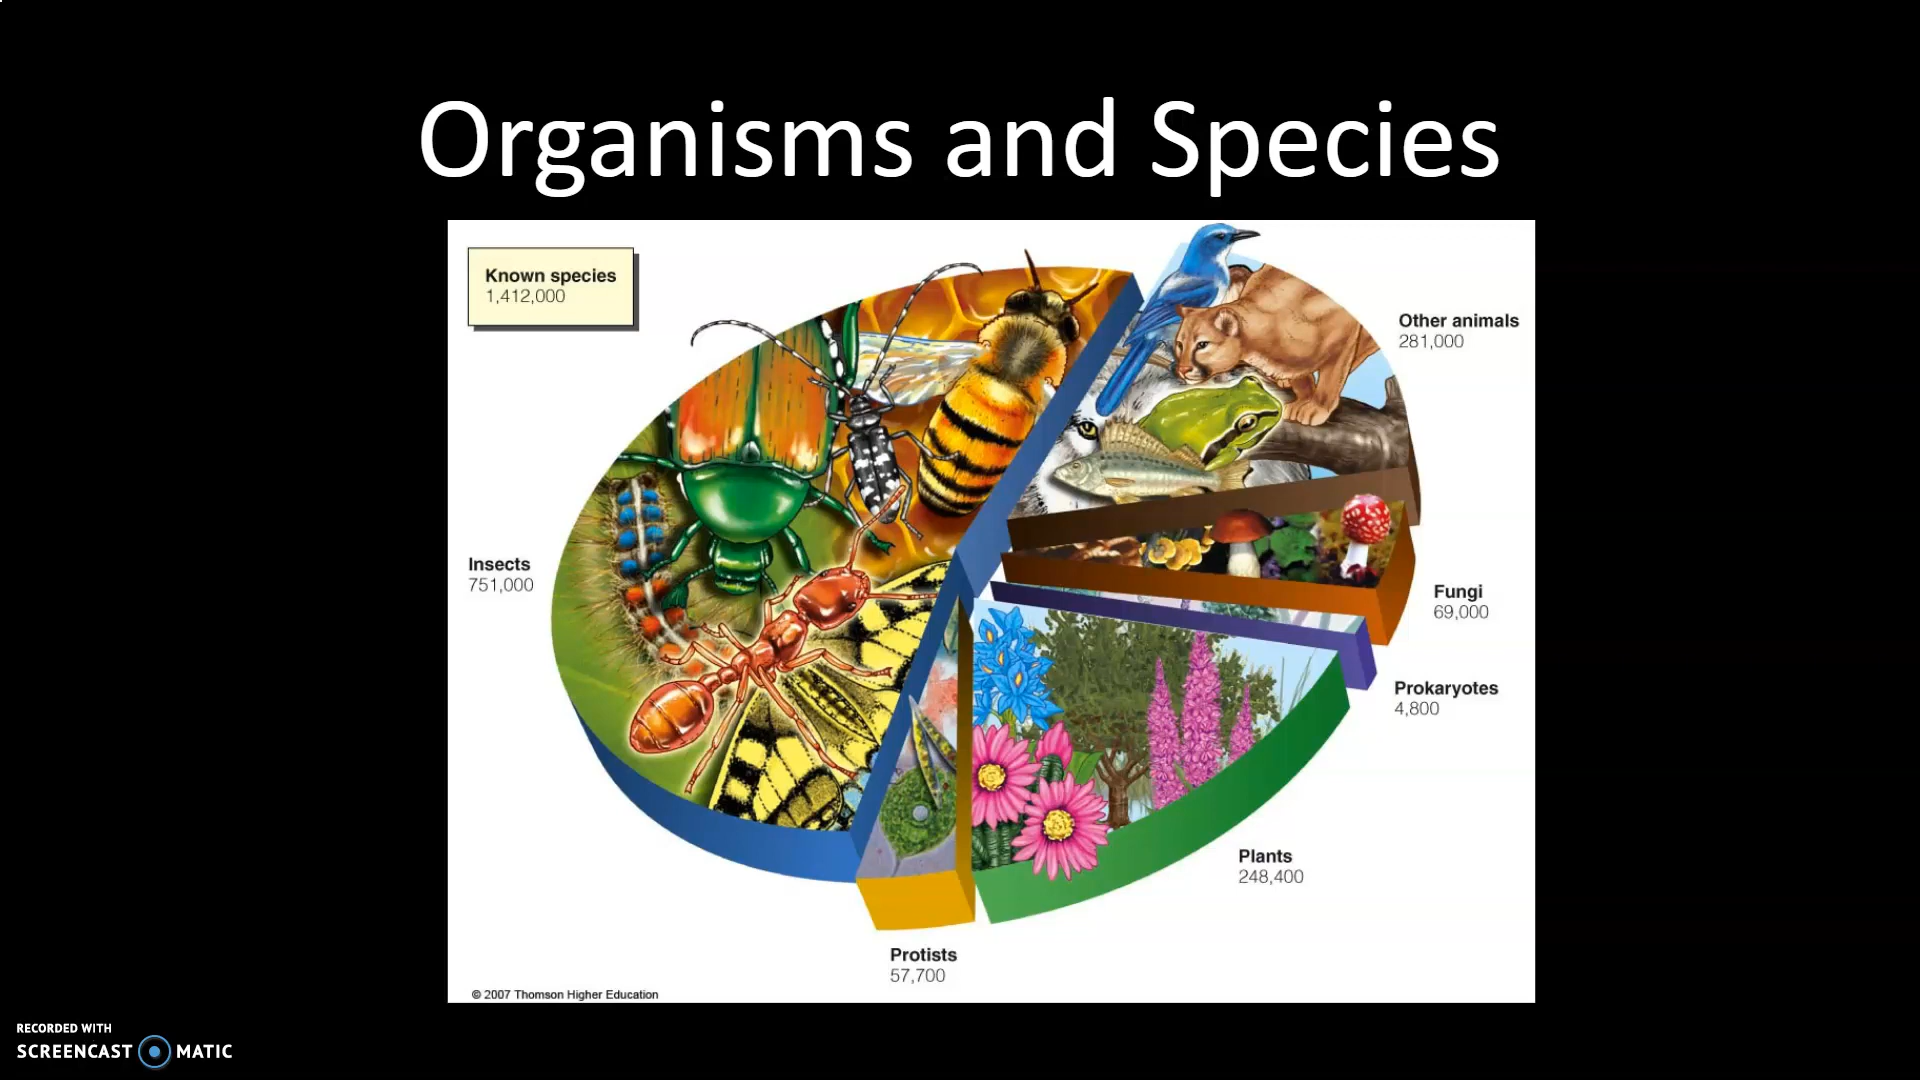 Organisms and Species
Known species
1,412,000
Other animals
281,000
Insects
751,000
Fungi
69,000
Prokaryotes
4,800
Plants
248,400
Protists
57,700
© 2007 Thomson Higher Education
RECORDED WITH
SCREENCAST MATIC